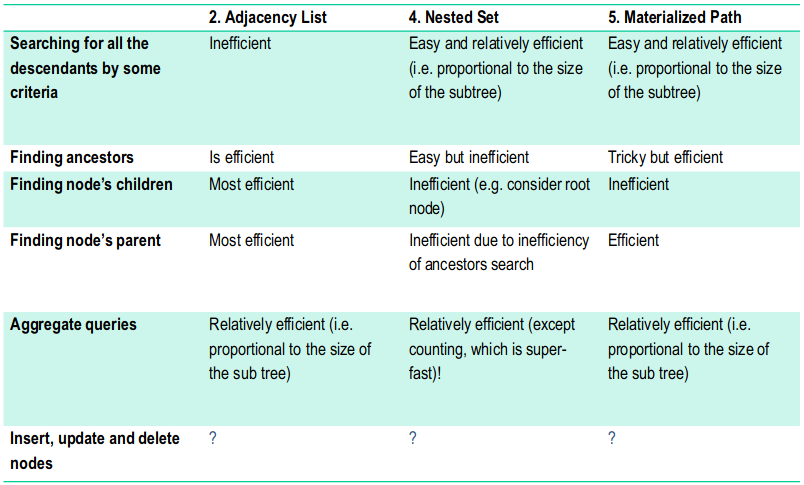 2. Adjacency List
4. Nested Set
5. Materialized Path
Searching for all the
descendants by some
criteria
Inefficient
Easy and relatively efficient
(i.e. proportional to the size
of the subtree)
Easy and relatively efficient
(i.e. proportional to the size
of the subtree)
Finding ancestors
Is efficient
Easy but inefficient
Tricky but efficient
Finding node’s children
Most efficient
Inefficient (e.g. consider root
node)
Inefficient
Finding node’s parent
Most efficient
Inefficient due to inefficiency
of ancestors search
Efficient
Aggregate queries
Relatively efficient (i.e.
proportional to the size of
the sub tree)
Relatively efficient (except
counting, which is super-
fast)!
Relatively efficient (i.e.
proportional to the size of
the sub tree)
Insert, update and delete
nodes
?
?
?